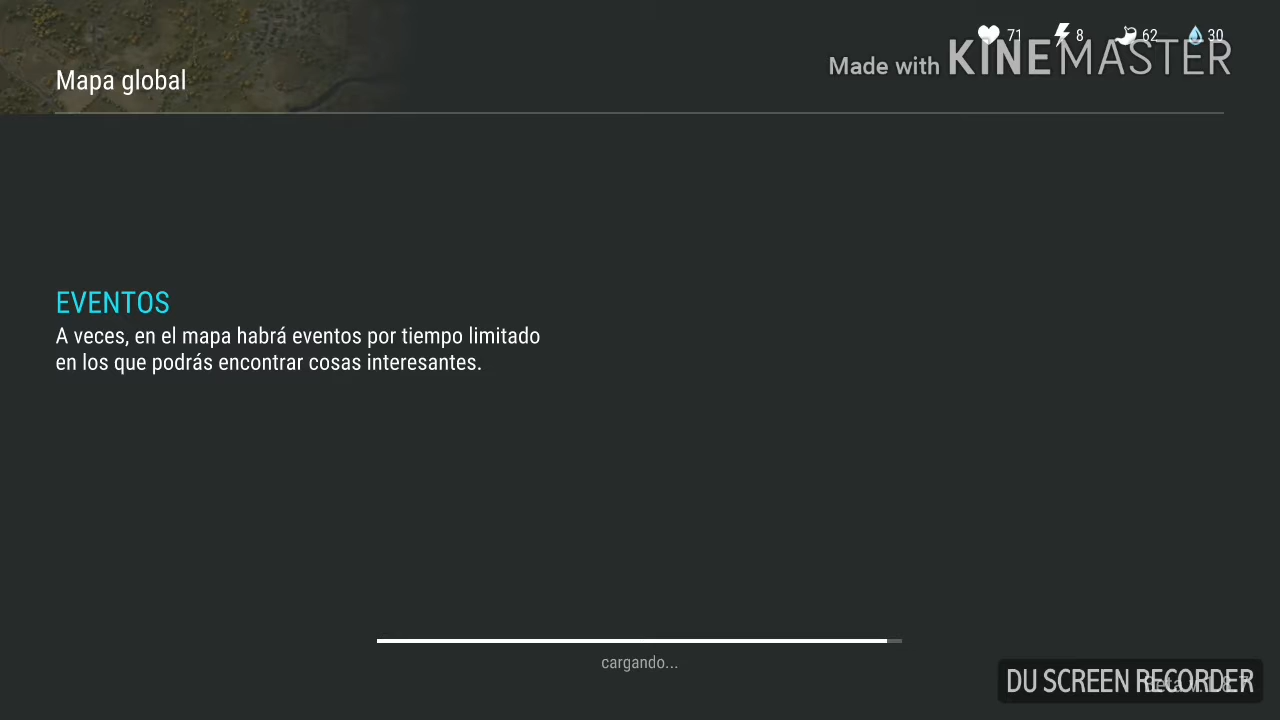 71 8 62 30
Made with KINEMASTER
Mapa global
EVENTOS
A veces, en el mapa habrá eventos por tiempo limitado
en los que podrás encontrar cosas interesantes.
cargando...
DU SCREEN RECORDER